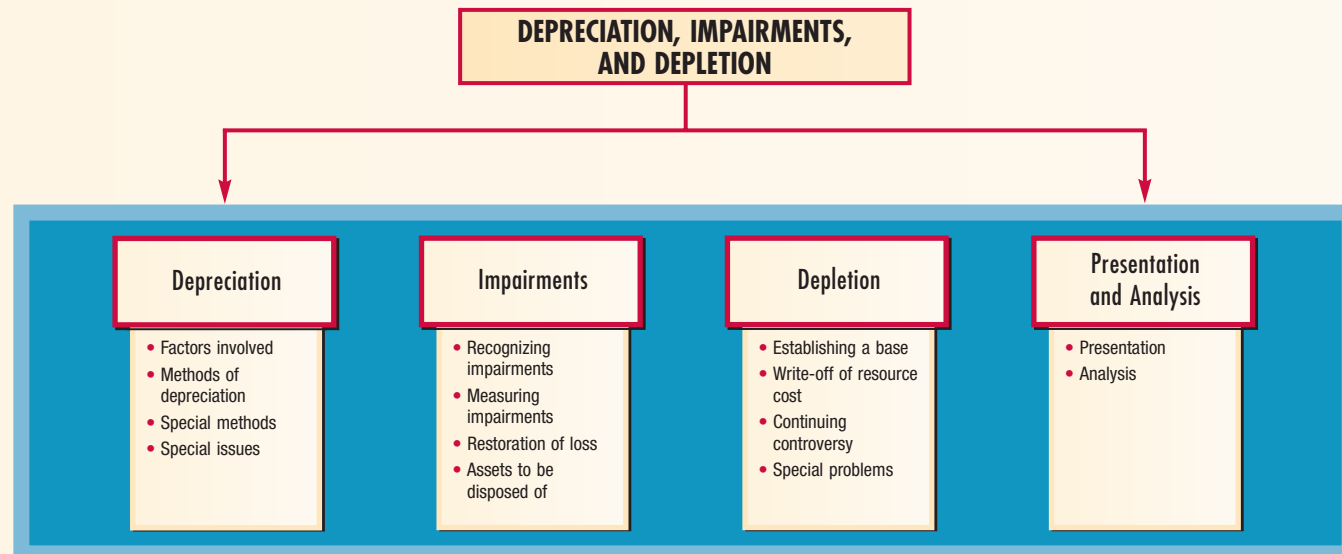 DEPRECIATION, IMPAIRMENTS,
AND DEPLETION
Depreciation
• Factors involved
• Methods of
depreciation
• Special methods
• Special issues
Impairments
• Recognizing
impairments
• Measuring
impairments
• Restoration of loss
• Assets to be
disposed of
Depletion
• Establishing a base
• Write-off of resource
cost
• Continuing
controversy
• Special problems
Presentation
and Analysis
• Presentation
• Analysis